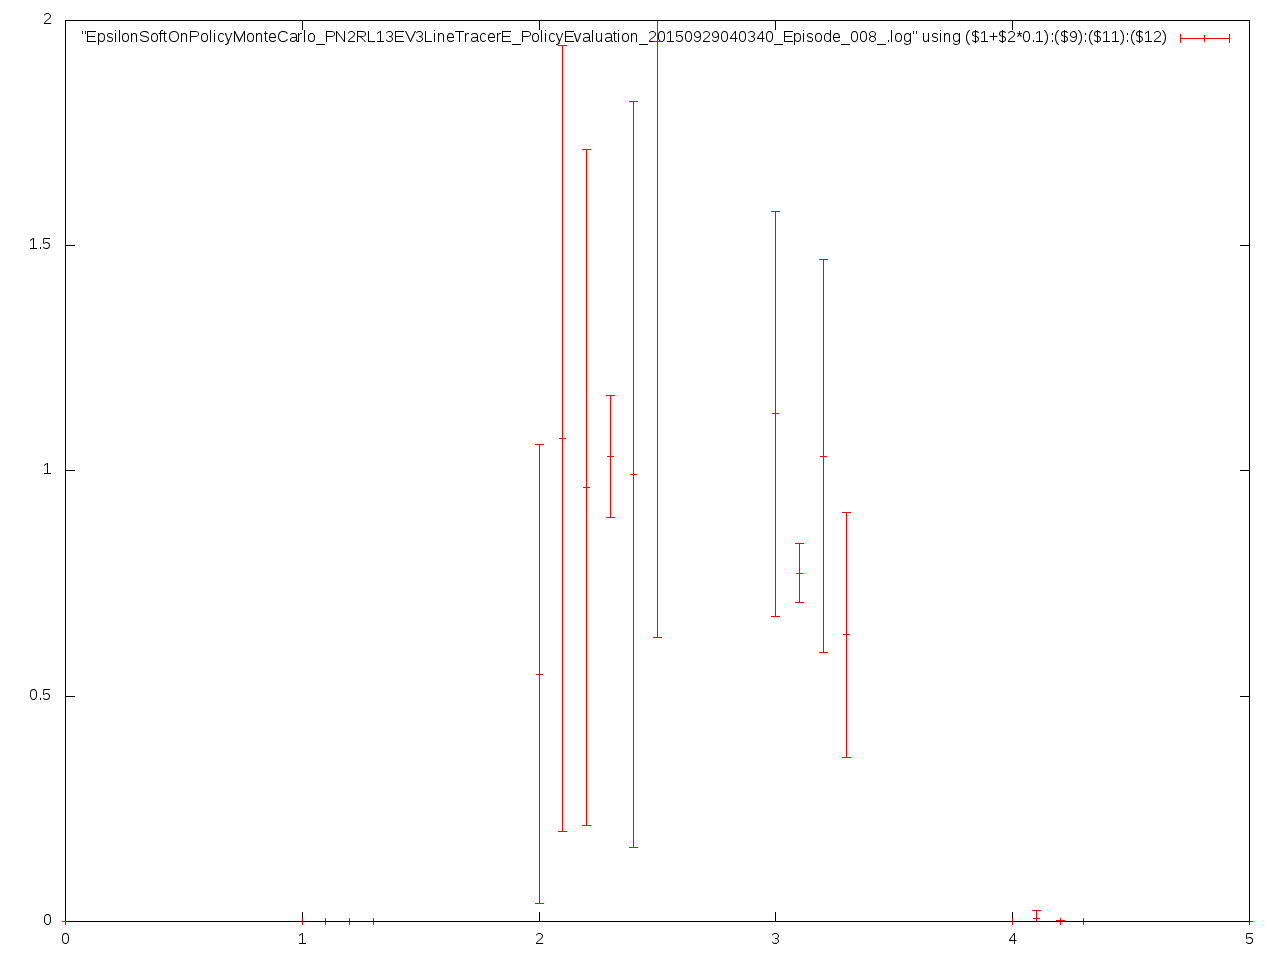 2
"EpsilonSoftOnPolicyMonteCarlo_PN2RL13EV3LineTracerE_PolicyEvaluation_20150929040340_Episode_008_.log" using ($1+$2*0.1):($9):($11):($12)
1.5
1
0.5
0
0 1 2 3 4 5